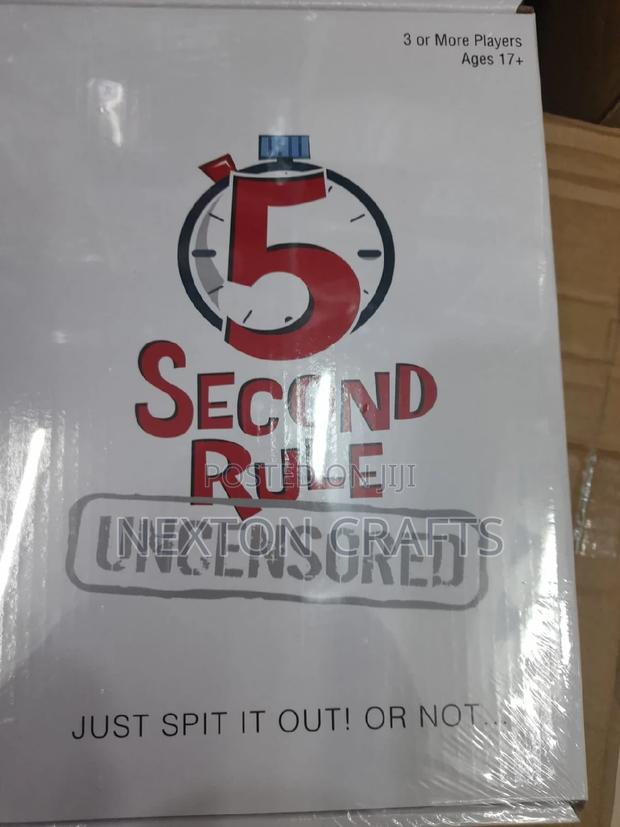 3 or More Players
Ages 17+
5
SECOND
RULE
POSTED ON JIJI
UNCENSORED
NEXTON CRAFTS
JUST SPIT IT OUT! OR NOT...